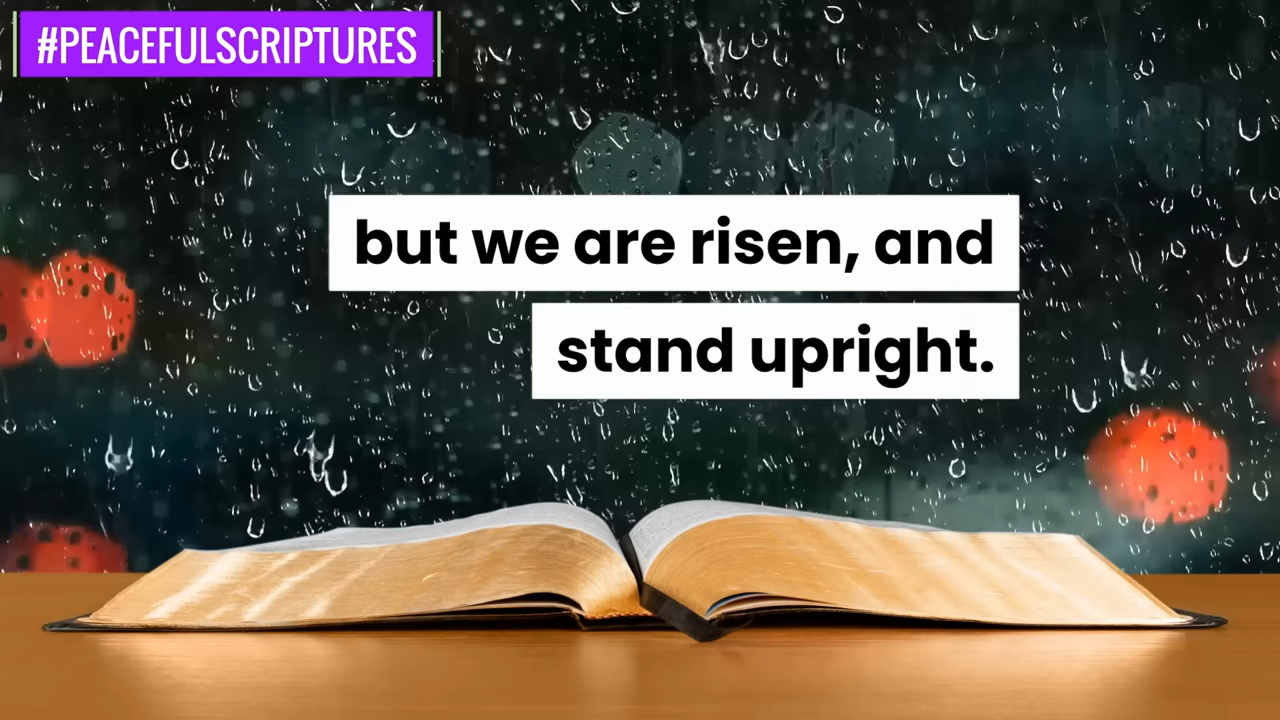 #PEACEFULSCRIPTURES
but we are risen, and
stand upright.